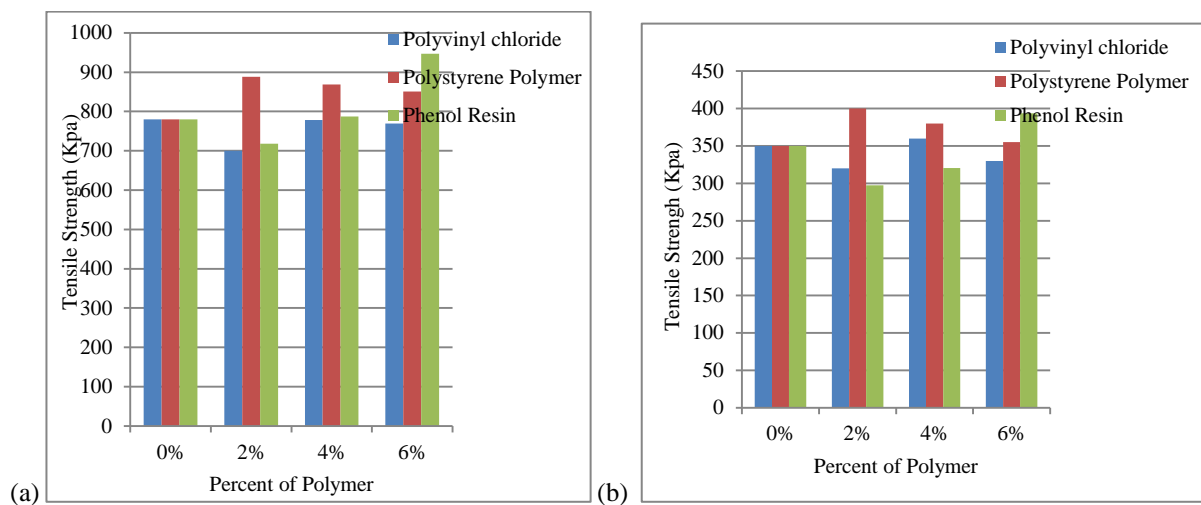 1000
900
800
700
600
500
400
300
200
100
0
Tensile Strength (Kpa)
0% 2% 4% 6%
Percent of Polymer
Polyvinyl chloride
Polystyrene Polymer
Phenol Resin
(a)
450
400
350
300
250
200
150
100
50
0
Tensile Strengh (Kpa)
0% 2% 4% 6%
Percent of Polymer
Polyvinyl chloride
Polystyrene Polymer
Phenol Resin
(b)